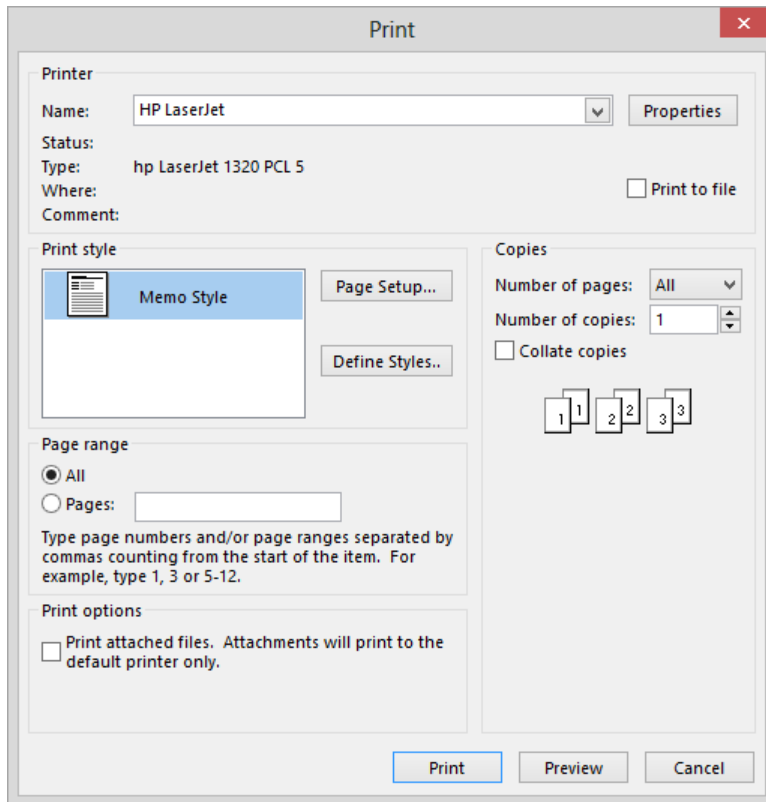 Print
Printer
Name: HP LaserJet Properties
Status:
Type: hp LaserJet 1320 PCL 5
Where: Print to file
Comment:
Print style
Memo Style
Page Setup...
Define Styles..
Copies
Number of pages: All
Number of copies: 1
Collate copies
1 1 2 2 3 3
Page range
All
Pages:
Type page numbers and/or page ranges separated by
commas counting from the start of the item. For
example, type 1, 3 or 5-12.
Print options
Print attached files. Attachments will print to the
default printer only.
Print Preview Cancel